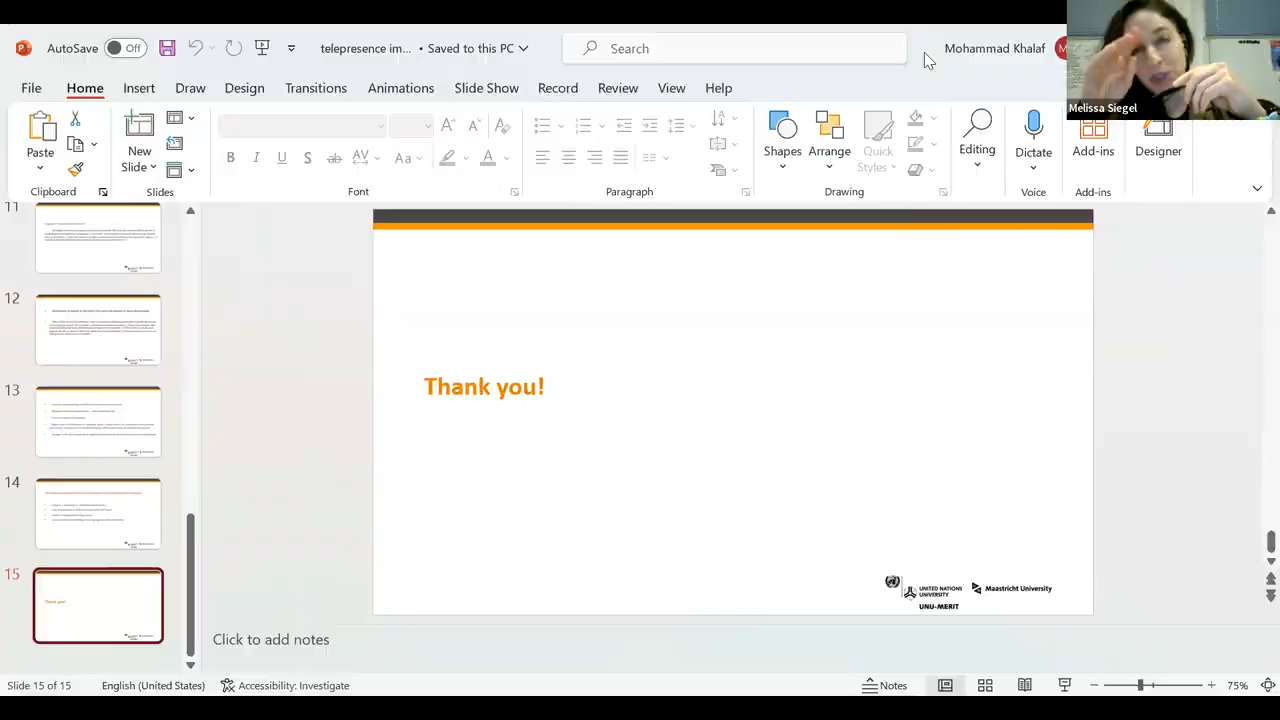 AutoSave Off telepresence im... • Saved to this PC Search Mohammad Khalaf
Melissa Siegel
File Home Insert Draw Design Transitions Animations Slide Show Record Review View Help
Paste New Slide Shapes Arrange Quick Styles Editing Dictate Add-ins Designer
Clipboard Slides Font Paragraph Drawing Voice Add-ins
11
12
13
14
15
Thank you!
UNITED NATIONS UNIVERSITY
UNU-MERIT
Maastricht University
Click to add notes
Slide 15 of 15 English (United States) Accessibility: Investigate Notes 75%